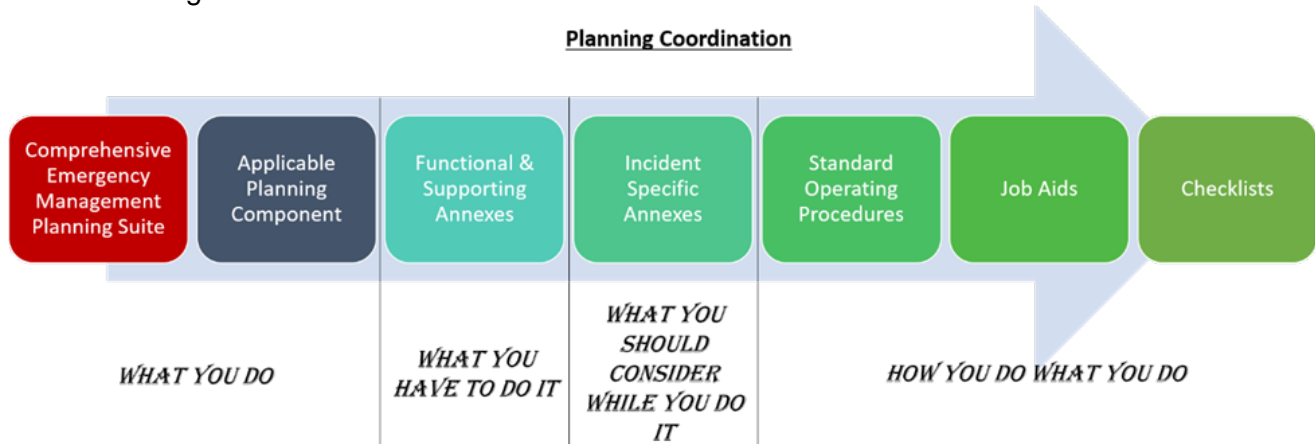 Planning Coordination
Comprehensive
Emergency
Management
Planning Suite
Applicable
Planning
Component
Functional &
Supporting
Annexes
Incident
Specific
Annexes
Standard
Operating
Procedures
Job Aids
Checklists
WHAT YOU DO
WHAT YOU
HAVE TO DO IT
WHAT YOU
SHOULD
CONSIDER
WHILE YOU DO
IT
HOW YOU DO WHAT YOU DO